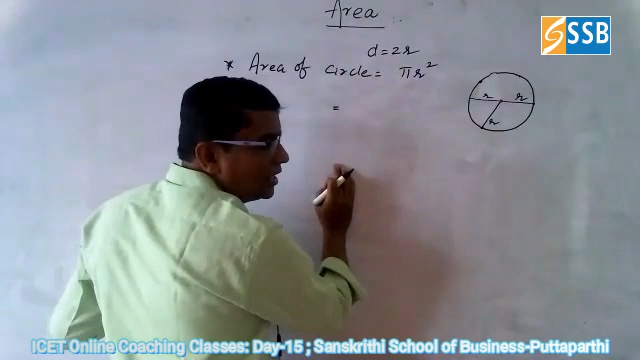 Area
SSB
d = 2r
* Area of circle = πr²
=
r r
r
ICET Online Coaching Classes: Day-15 ; Sanskrithi School of Business-Puttaparthi